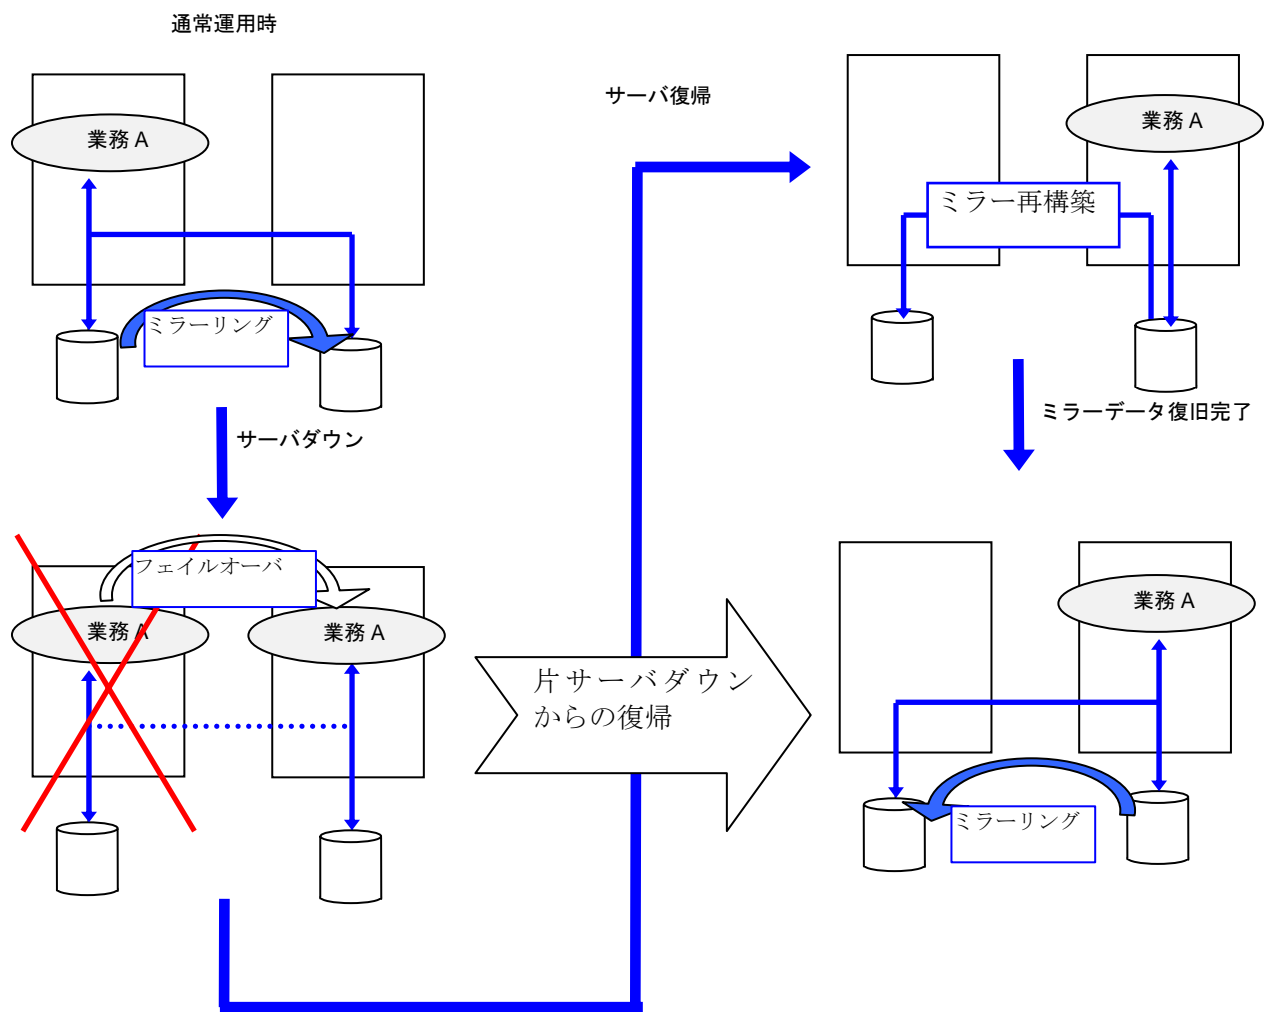 通常運用時
業務 A
ミラーリング
サーバダウン
フェイルオーバ
業務 A
業務 A
片サーバダウン
からの復帰
サーバ復帰
業務 A
ミラー再構築
ミラーデータ復旧完了
業務 A
ミラーリング